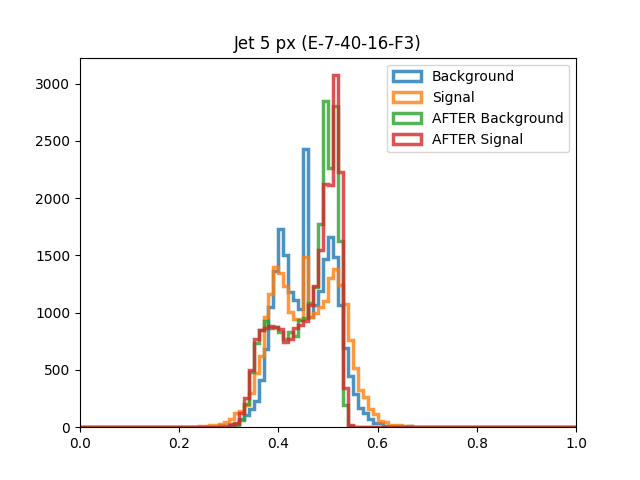 Jet 5 px (E-7-40-16-F3)
Background
Signal
AFTER Background
AFTER Signal
3000
2500
2000
1500
1000
500
0
0.0 0.2 0.4 0.6 0.8 1.0